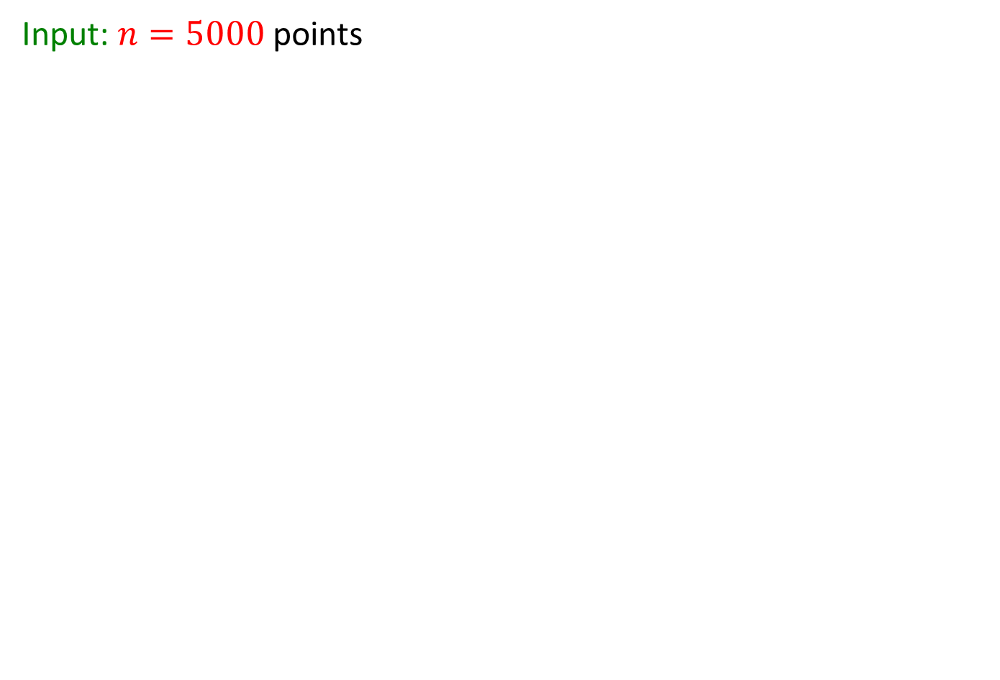 Input: n = 5000 points